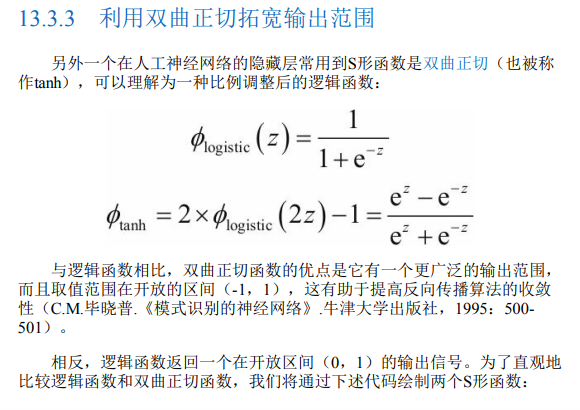 13.3.3 利用双曲正切拓宽输出范围
另外一个在人工神经网络的隐藏层常用到S形函数是双曲正切（也被称
作tanh），可以理解为一种比例调整后的逻辑函数：
ϕlogistic (z) = 1 / (1 + e^−z)
ϕtanh = 2 × ϕlogistic (2z) − 1 = (e^z − e^−z) / (e^z + e^−z)
与逻辑函数相比，双曲正切函数的优点是它有一个更广泛的输出范围，
而且取值范围在开放的区间（-1，1），这有助于提高反向传播算法的收敛
性（C.M.毕晓普.《模式识别的神经网络》.牛津大学出版社，1995：500-
501）。
相反，逻辑函数返回一个在开放区间（0，1）的输出信号。为了直观地
比较逻辑函数和双曲正切函数，我们将通过下述代码绘制两个S形函数：